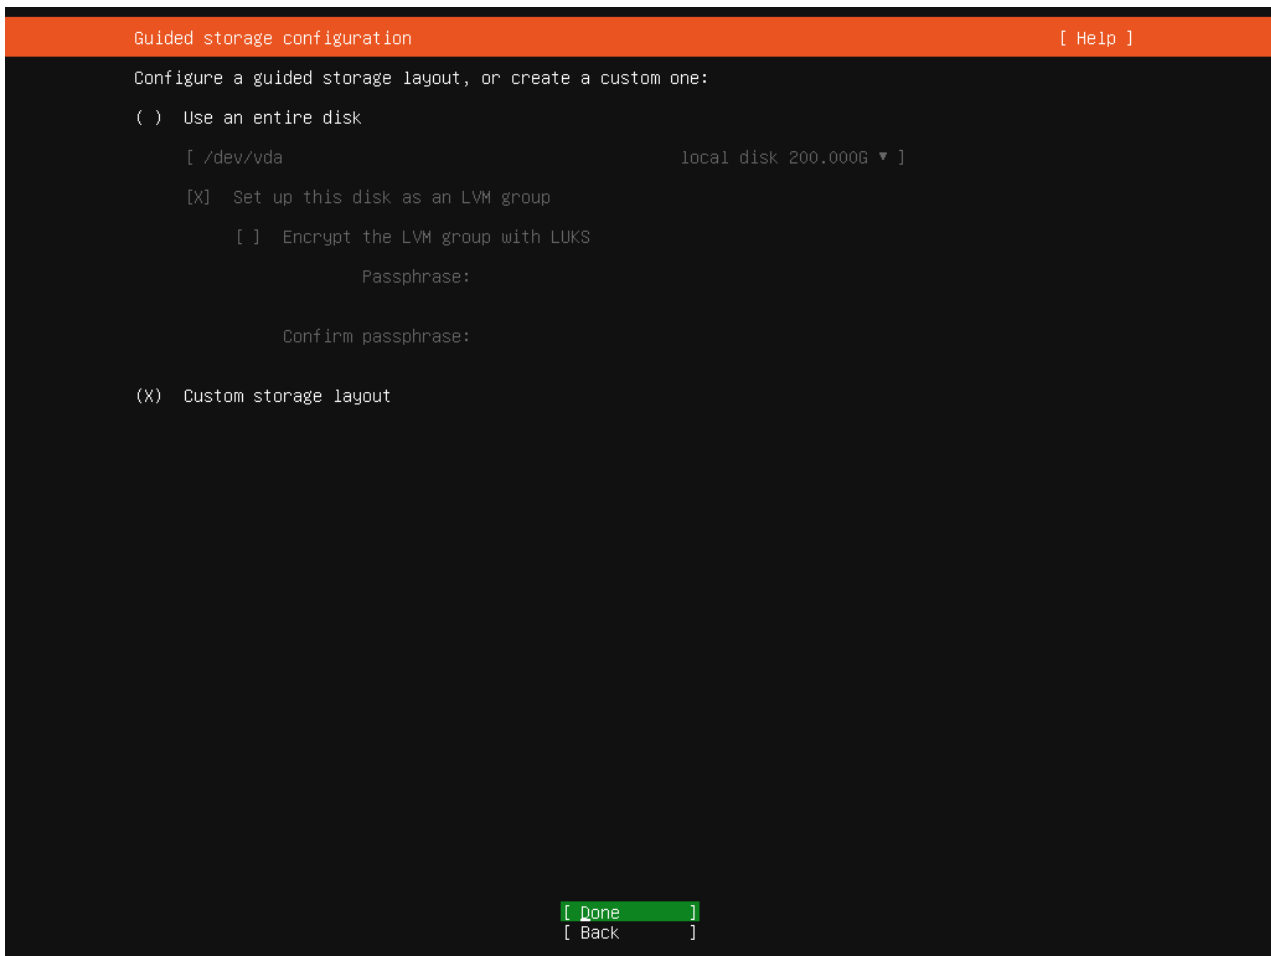 Guided storage configuration [ Help ]
Configure a guided storage layout, or create a custom one:
( ) Use an entire disk
[ /dev/vda local disk 200.000G ▾ ]
[X] Set up this disk as an LVM group
[ ] Encrypt the LVM group with LUKS
Passphrase:
Confirm passphrase:
(X) Custom storage layout
[ Done ]
[ Back ]